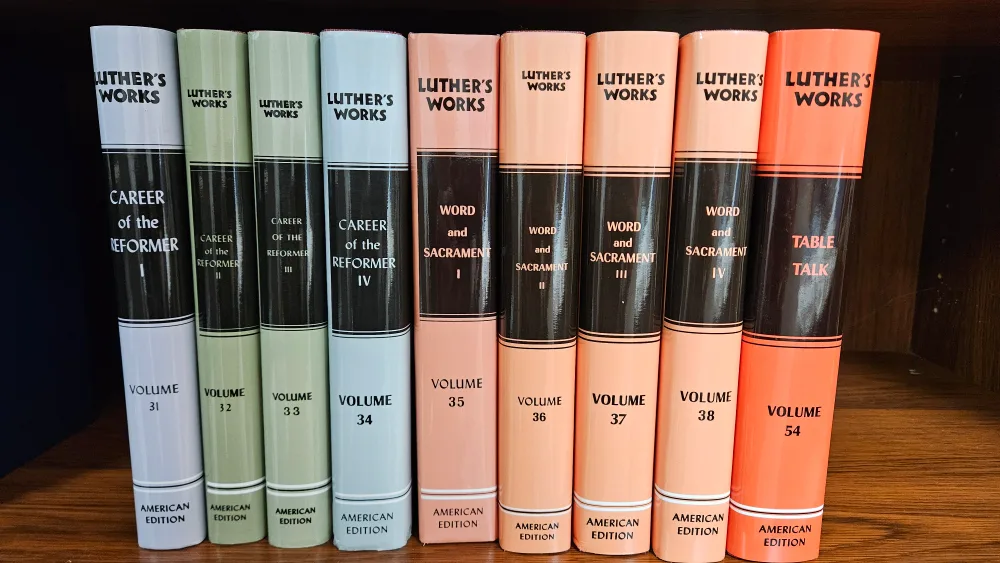 LUTHER'S
WORKS
CAREER
of the
REFORMER
I
VOLUME
31
AMERICAN
EDITION
LUTHER'S
WORKS
CAREER
of the
REFORMER
II
VOLUME
32
AMERICAN
EDITION
LUTHER'S
WORKS
CAREER
OF THE
REFORMER
III
VOLUME
33
AMERICAN
EDITION
LUTHER'S
WORKS
CAREER
of the
REFORMER
IV
VOLUME
34
AMERICAN
EDITION
LUTHER'S
WORKS
WORD
and
SACRAMENT
I
VOLUME
35
AMERICAN
EDITION
LUTHER'S
WORKS
WORD
and
SACRAMENT
II
VOLUME
36
AMERICAN
EDITION
LUTHER'S
WORKS
WORD
and
SACRAMENT
III
VOLUME
37
AMERICAN
EDITION
LUTHER'S
WORKS
WORD
and
SACRAMENT
IV
VOLUME
38
AMERICAN
EDITION
LUTHER'S
WORKS
TABLE
TALK
VOLUME
54
AMERICAN
EDITION